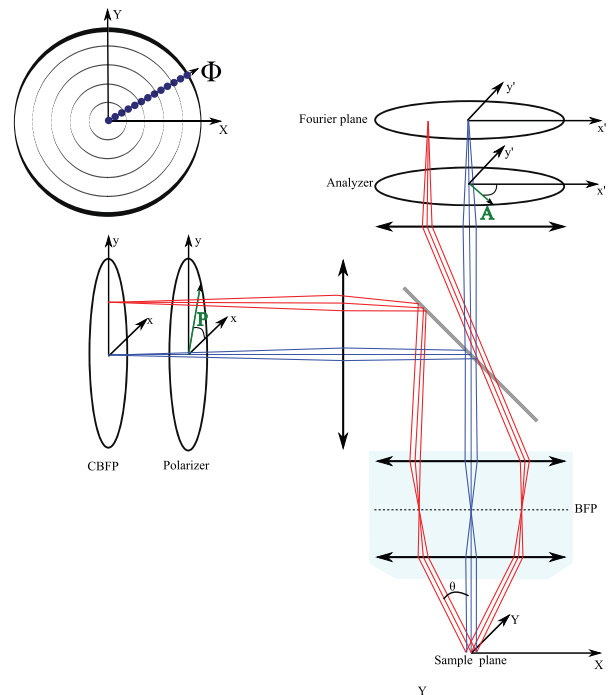 Y
Φ
X
y'
Fourier plane
x'
y'
Analyzer
x'
A
y
y
x
P
x
CBFP
Polarizer
BFP
θ
Y
Sample plane
X
Y